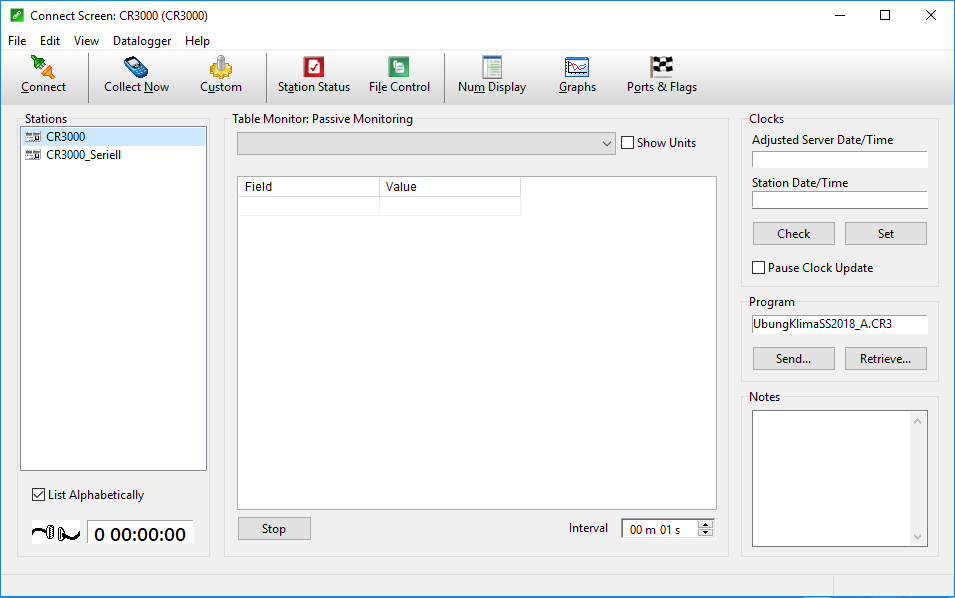 Connect Screen: CR3000 (CR3000)
File Edit View Datalogger Help
Connect Collect Now Custom Station Status File Control Num Display Graphs Ports & Flags
Stations
CR3000
CR3000_Seriell
List Alphabetically
0 00:00:00
Table Monitor: Passive Monitoring
Show Units
Field Value
Stop Interval 00 m 01 s
Clocks
Adjusted Server Date/Time
Station Date/Time
Check Set
Pause Clock Update
Program
UbungKlimaSS2018_A.CR3
Send... Retrieve...
Notes